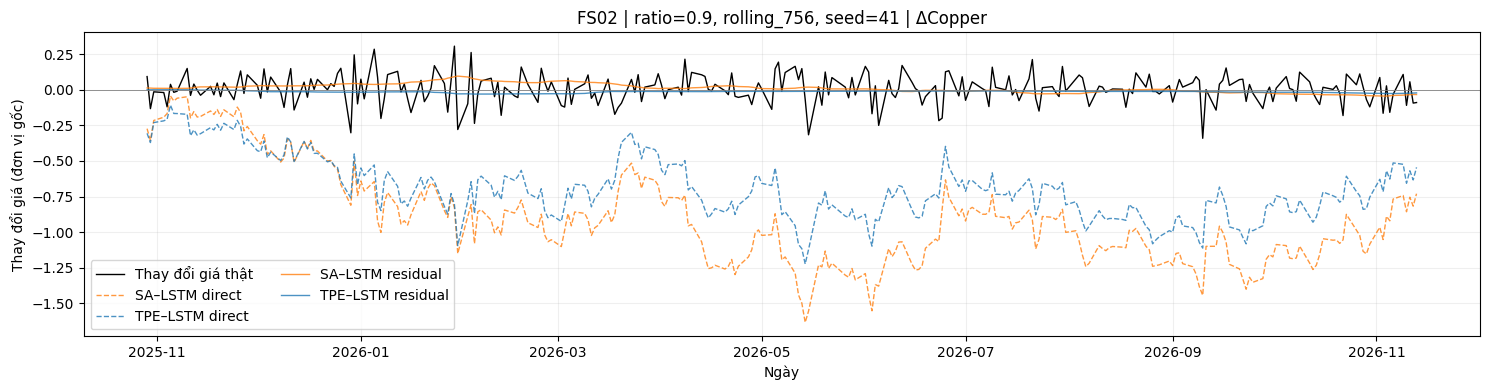 FS02 | ratio=0.9, rolling_756, seed=41 | ΔCopper
Thay đổi giá (đơn vị gốc)
0.25
0.00
−0.25
−0.50
−0.75
−1.00
−1.25
−1.50
Thay đổi giá thật
SA–LSTM direct
TPE–LSTM direct
SA–LSTM residual
TPE–LSTM residual
2025-11
2026-01
2026-03
2026-05
2026-07
2026-09
2026-11
Ngày